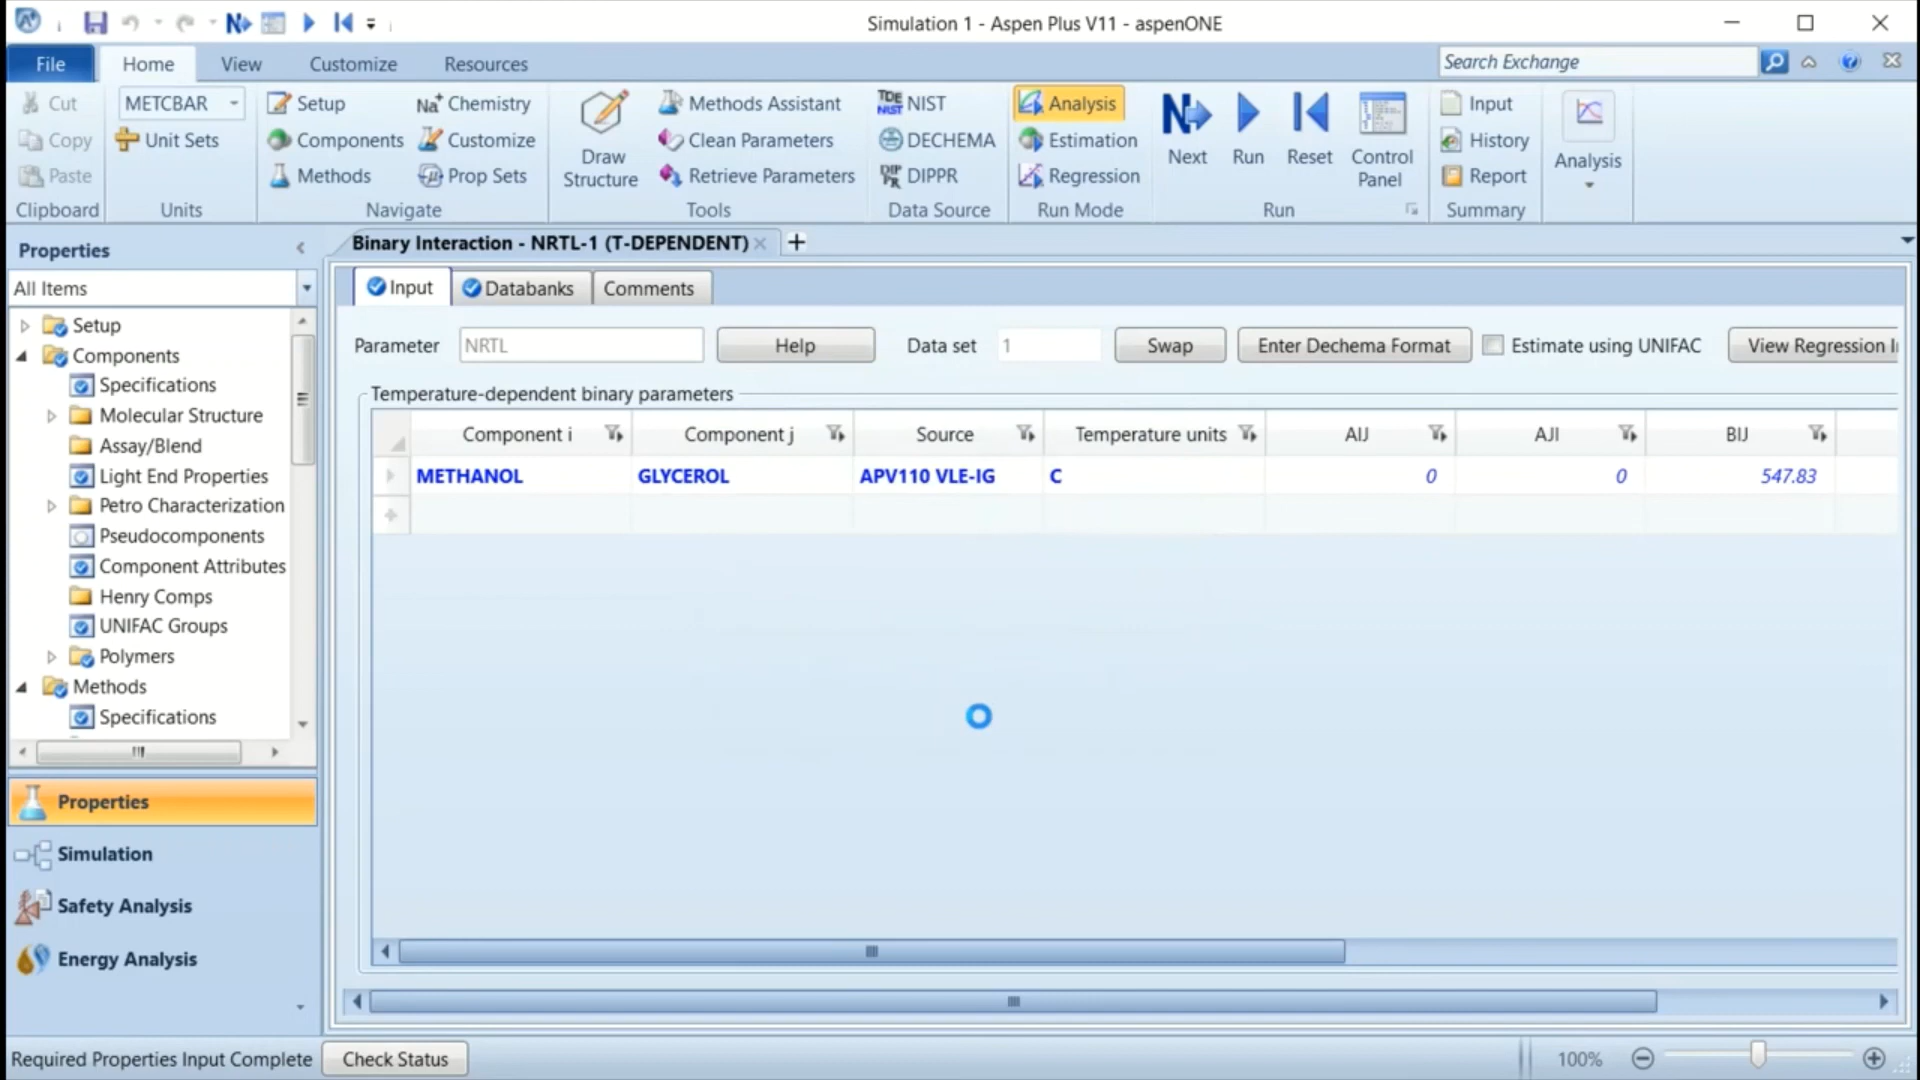 Simulation 1 - Aspen Plus V11 - aspenONE
File Home View Customize Resources Search Exchange
Cut METCBAR Setup Na+ Chemistry Methods Assistant TDE NIST NIST Analysis Input
Copy Unit Sets Components Customize Draw Structure Clean Parameters DECHEMA Estimation Next Run Reset Control Panel History Analysis
Paste Methods Prop Sets Retrieve Parameters DIPPR DIPPR Regression Report
Clipboard Units Navigate Tools Data Source Run Mode Run Summary
Properties
All Items
Setup
Components
Specifications
Molecular Structure
Assay/Blend
Light End Properties
Petro Characterization
Pseudocomponents
Component Attributes
Henry Comps
UNIFAC Groups
Polymers
Methods
Specifications
Properties
Simulation
Safety Analysis
Energy Analysis
Binary Interaction - NRTL-1 (T-DEPENDENT)
Input Databanks Comments
Parameter NRTL Help Data set 1 Swap Enter Dechema Format Estimate using UNIFAC View Regression
Temperature-dependent binary parameters
Component i Component j Source Temperature units AIJ AJI BIJ
METHANOL GLYCEROL APV110 VLE-IG C 0 0 547.83
Required Properties Input Complete Check Status 100%